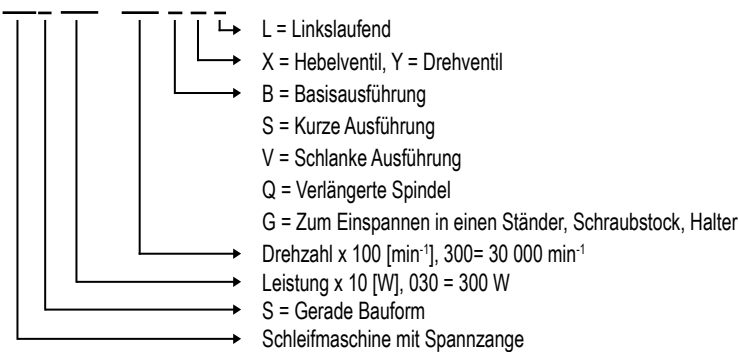 L = Linkslaufend
X = Hebelventil, Y = Drehventil
B = Basisausführung
S = Kurze Ausführung
V = Schlanke Ausführung
Q = Verlängerte Spindel
G = Zum Einspannen in einen Ständer, Schraubstock, Halter
Drehzahl x 100 [min⁻¹], 300= 30 000 min⁻¹
Leistung x 10 [W], 030 = 300 W
S = Gerade Bauform
Schleifmaschine mit Spannzange